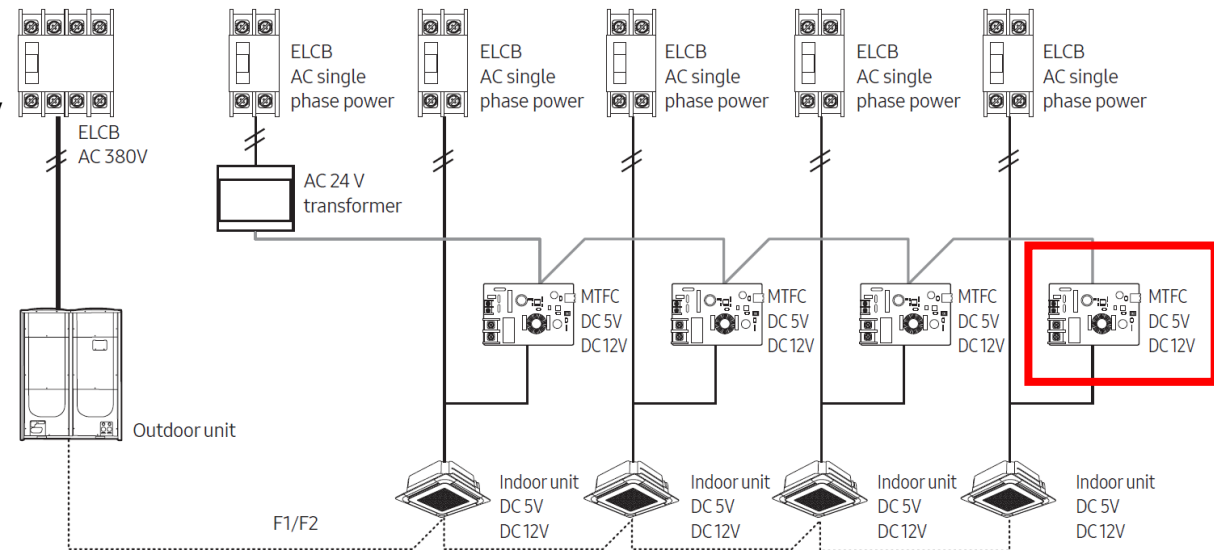 ELCB
AC 380V
ELCB
AC single
phase power
ELCB
AC single
phase power
ELCB
AC single
phase power
ELCB
AC single
phase power
ELCB
AC single
phase power
AC 24 V
transformer
MTFC
DC 5V
DC 12V
MTFC
DC 5V
DC 12V
MTFC
DC 5V
DC 12V
MTFC
DC 5V
DC 12V
Outdoor unit
Indoor unit
DC 5V
DC 12V
Indoor unit
DC 5V
DC 12V
Indoor unit
DC 5V
DC 12V
Indoor unit
DC 5V
DC 12V
F1/F2